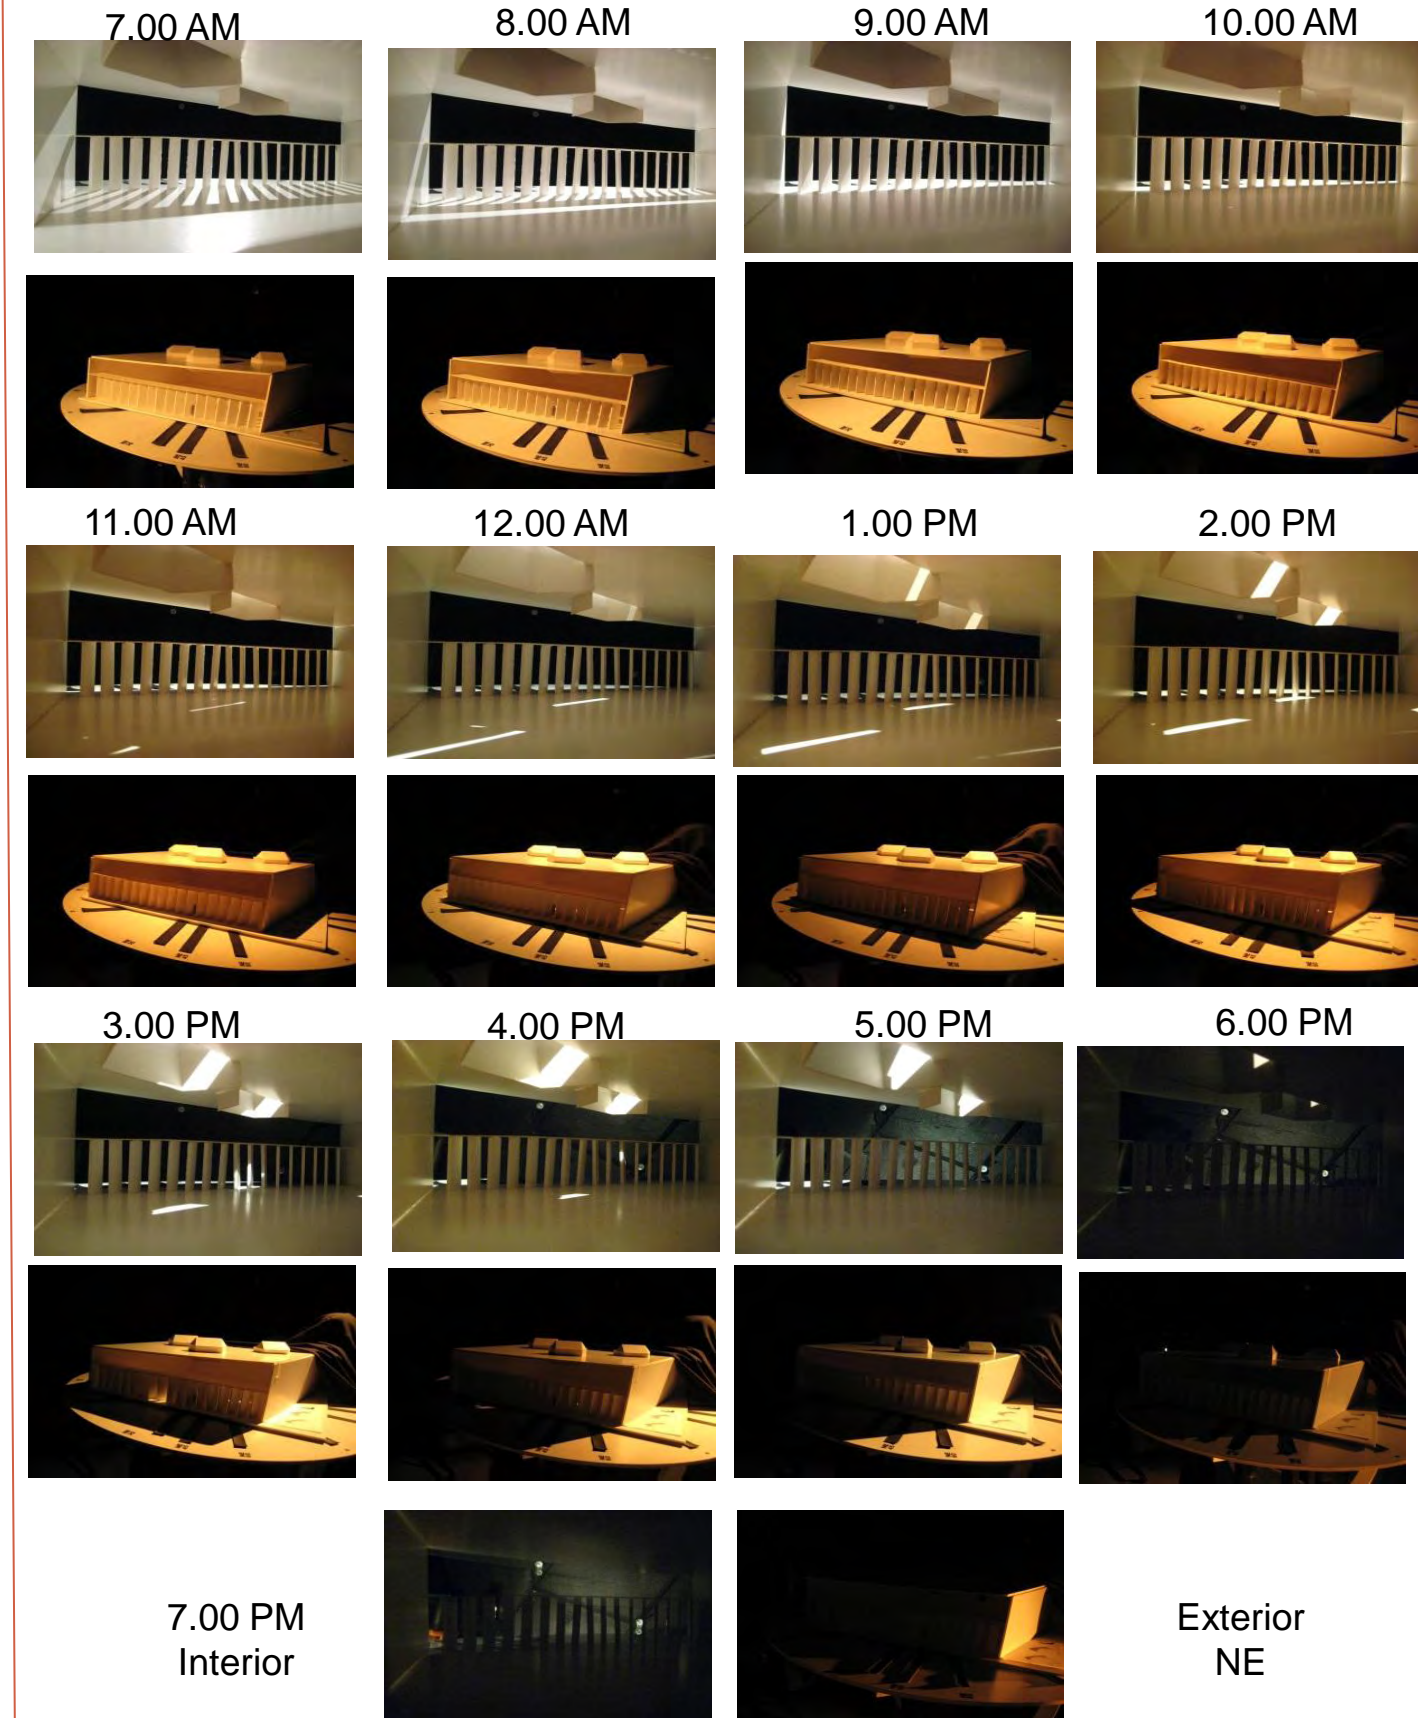 7.00 AM
8.00 AM
9.00 AM
10.00 AM
11.00 AM
12.00 AM
1.00 PM
2.00 PM
3.00 PM
4.00 PM
5.00 PM
6.00 PM
7.00 PM
Interior
Exterior
NE